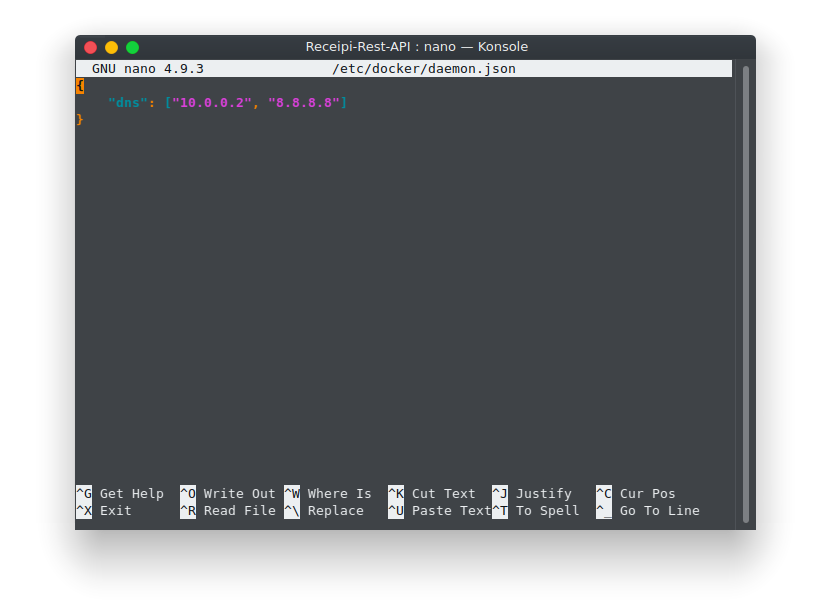 Receipi-Rest-API : nano — Konsole
GNU nano 4.9.3 /etc/docker/daemon.json
{
"dns": ["10.0.0.2", "8.8.8.8"]
}
^G Get Help ^O Write Out ^W Where Is ^K Cut Text ^J Justify ^C Cur Pos
^X Exit ^R Read File ^\ Replace ^U Paste Text^T To Spell ^_ Go To Line